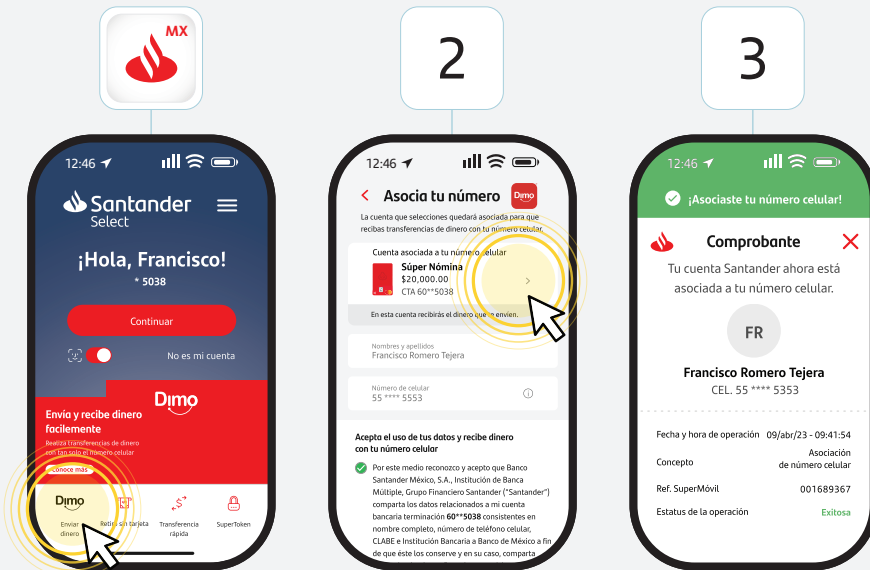 MX
2
3
12:46
Santander
Select
¡Hola, Francisco!
* 5038
Continuar
No es mi cuenta
Dimo
Envía y recibe dinero
facilemente
Reatiza transferencias de dinero
con tan solo el número celular
Conoce más
Dimo
Enviar
dinero
Retiro sin tarjeta
Transferencia
rápida
SuperToken
12:46
Asocia tu número
Dimo
La cuenta que selecciones quedará asociada para que
recibas transferencias de dinero con tu número celular.
Cuenta asociada a tu número celular
Súper Nómina
$20,000.00
CTA 60**5038
En esta cuenta recibirás el dinero que te envíen.
Nombres y apellidos
Francisco Romero Tejera
Número de celular
55 **** 5553
Acepta el uso de tus datos y recibe dinero
con tu número celular
Por este medio reconozco y acepto que Banco
Santander México, S.A., Institución de Banca
Múltiple, Grupo Financiero Santander ("Santander")
comparta los datos relacionados a mi cuenta
bancaria terminación 60**5038 consistentes en
nombre completo, número de teléfono celular,
CLABE e Institución Bancaria a Banco de México a fin
de que éste los conserve y en su caso, comparta
12:46
¡Asociaste tu número celular!
Comprobante
Tu cuenta Santander ahora está
asociada a tu número celular.
FR
Francisco Romero Tejera
CEL. 55 **** 5353
Fecha y hora de operación 09/abr/23 - 09:41:54
Concepto Asociación
de número celular
Ref. SuperMóvil 001689367
Estatus de la operación Exitosa